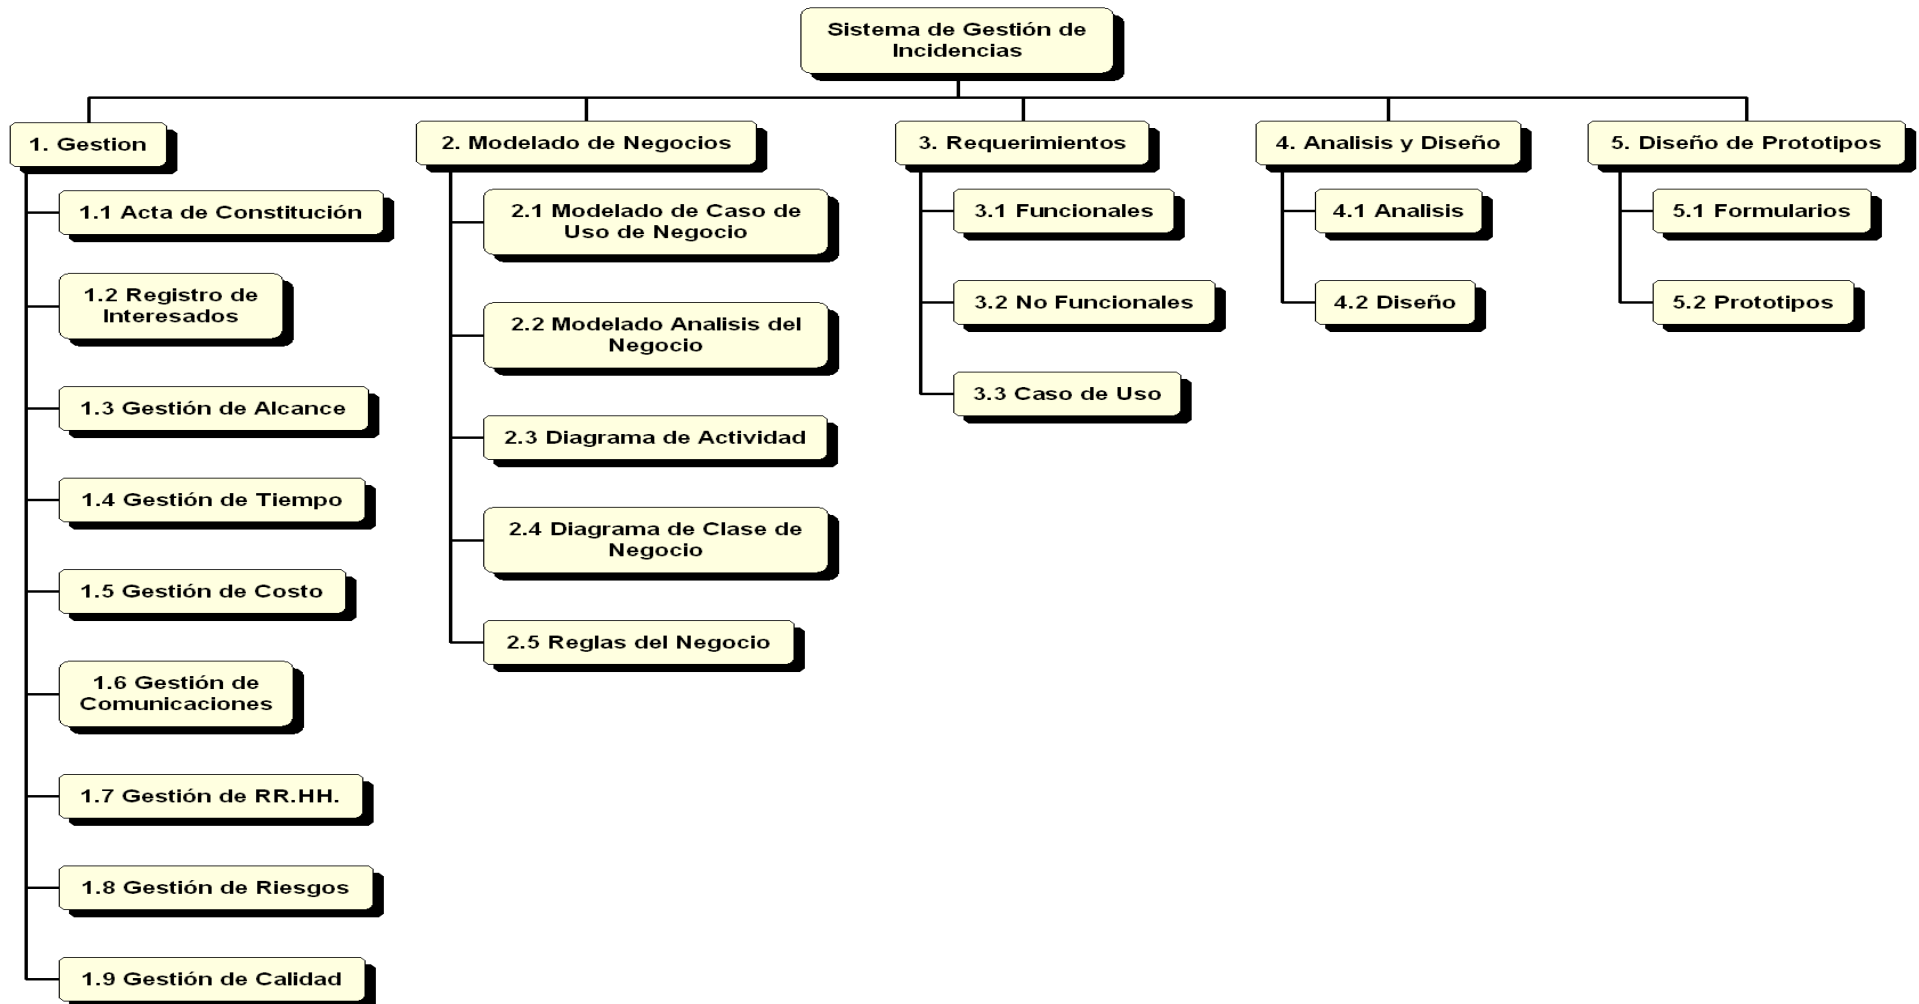 Sistema de Gestión de
Incidencias
1. Gestion
1.1 Acta de Constitución
1.2 Registro de
Interesados
1.3 Gestión de Alcance
1.4 Gestión de Tiempo
1.5 Gestión de Costo
1.6 Gestión de
Comunicaciones
1.7 Gestión de RR.HH.
1.8 Gestión de Riesgos
1.9 Gestión de Calidad
2. Modelado de Negocios
2.1 Modelado de Caso de
Uso de Negocio
2.2 Modelado Analisis del
Negocio
2.3 Diagrama de Actividad
2.4 Diagrama de Clase de
Negocio
2.5 Reglas del Negocio
3. Requerimientos
3.1 Funcionales
3.2 No Funcionales
3.3 Caso de Uso
4. Analisis y Diseño
4.1 Analisis
4.2 Diseño
5. Diseño de Prototipos
5.1 Formularios
5.2 Prototipos